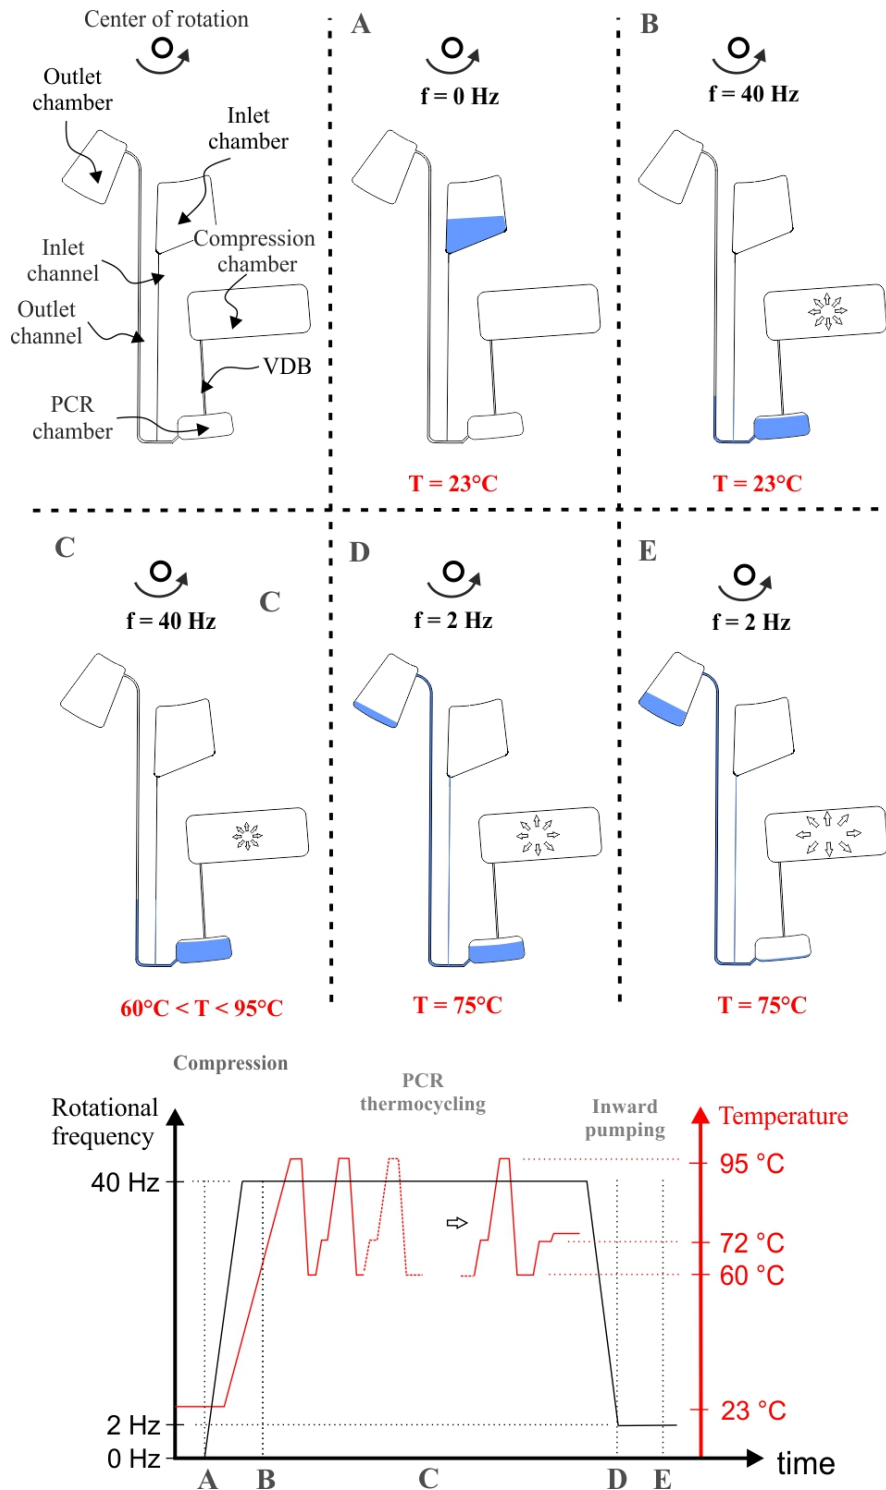 Center of rotation
Outlet
chamber
Inlet
chamber
Inlet
channel
Compression
chamber
Outlet
channel
VDB
PCR
chamber
A
f = 0 Hz
T = 23°C
B
f = 40 Hz
T = 23°C
C
f = 40 Hz
C
60°C < T < 95°C
D
f = 2 Hz
T = 75°C
E
f = 2 Hz
T = 75°C
Compression
PCR
thermocycling
Inward
pumping
Rotational
frequency
Temperature
40 Hz
2 Hz
0 Hz
95 °C
72 °C
60 °C
23 °C
A
B
C
D
E
time